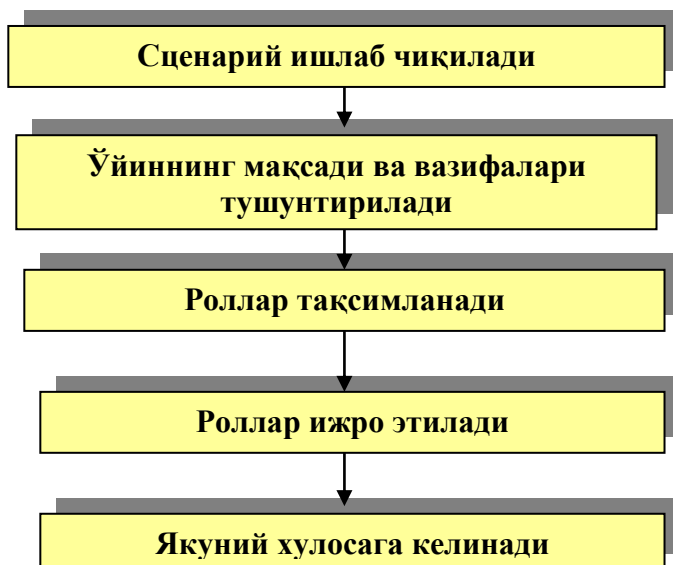 Сценарий ишлаб чиқилади
Ўйиннинг мақсади ва вазифалари
тушунтирилади
Роллар тақсимланади
Роллар ижро этилади
Якуний хулосага келинади